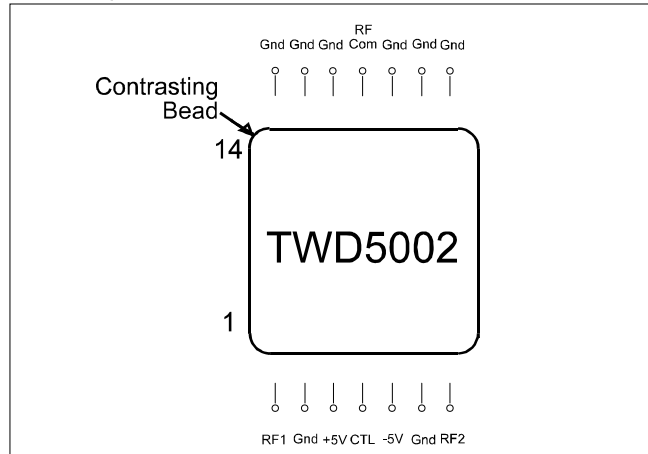 RF
Gnd Gnd Gnd Com Gnd Gnd Gnd
Contrasting
Bead
14
TWD5002
1
RF1 Gnd +5V CTL -5V Gnd RF2